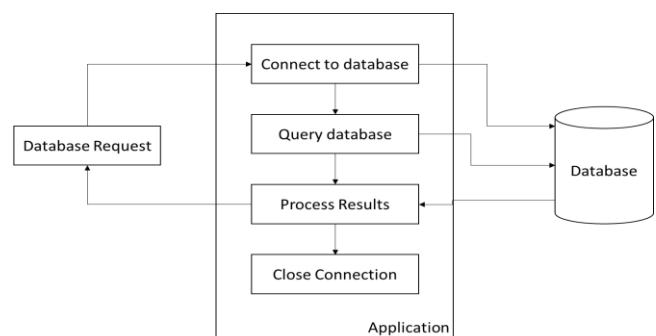 Connect to database
Query database
Database Request
Database
Process Results
Close Connection
Application